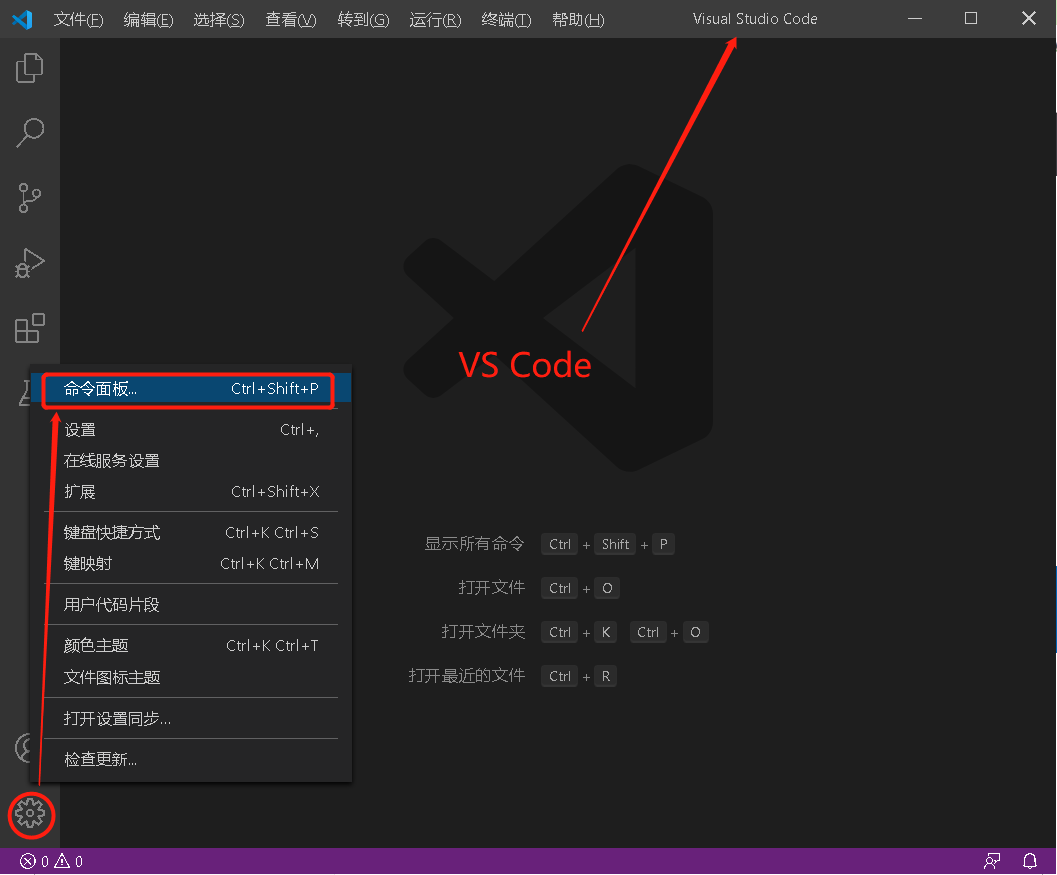 文件(F) 编辑(E) 选择(S) 查看(V) 转到(G) 运行(R) 终端(T) 帮助(H) Visual Studio Code
VS Code
命令面板... Ctrl+Shift+P
设置 Ctrl+,
在线服务设置
扩展 Ctrl+Shift+X
键盘快捷方式 Ctrl+K Ctrl+S
键映射 Ctrl+K Ctrl+M
用户代码片段
颜色主题 Ctrl+K Ctrl+T
文件图标主题
打开设置同步...
检查更新...
显示所有命令 Ctrl + Shift + P
打开文件 Ctrl + O
打开文件夹 Ctrl + K Ctrl + O
打开最近的文件 Ctrl + R
0 0